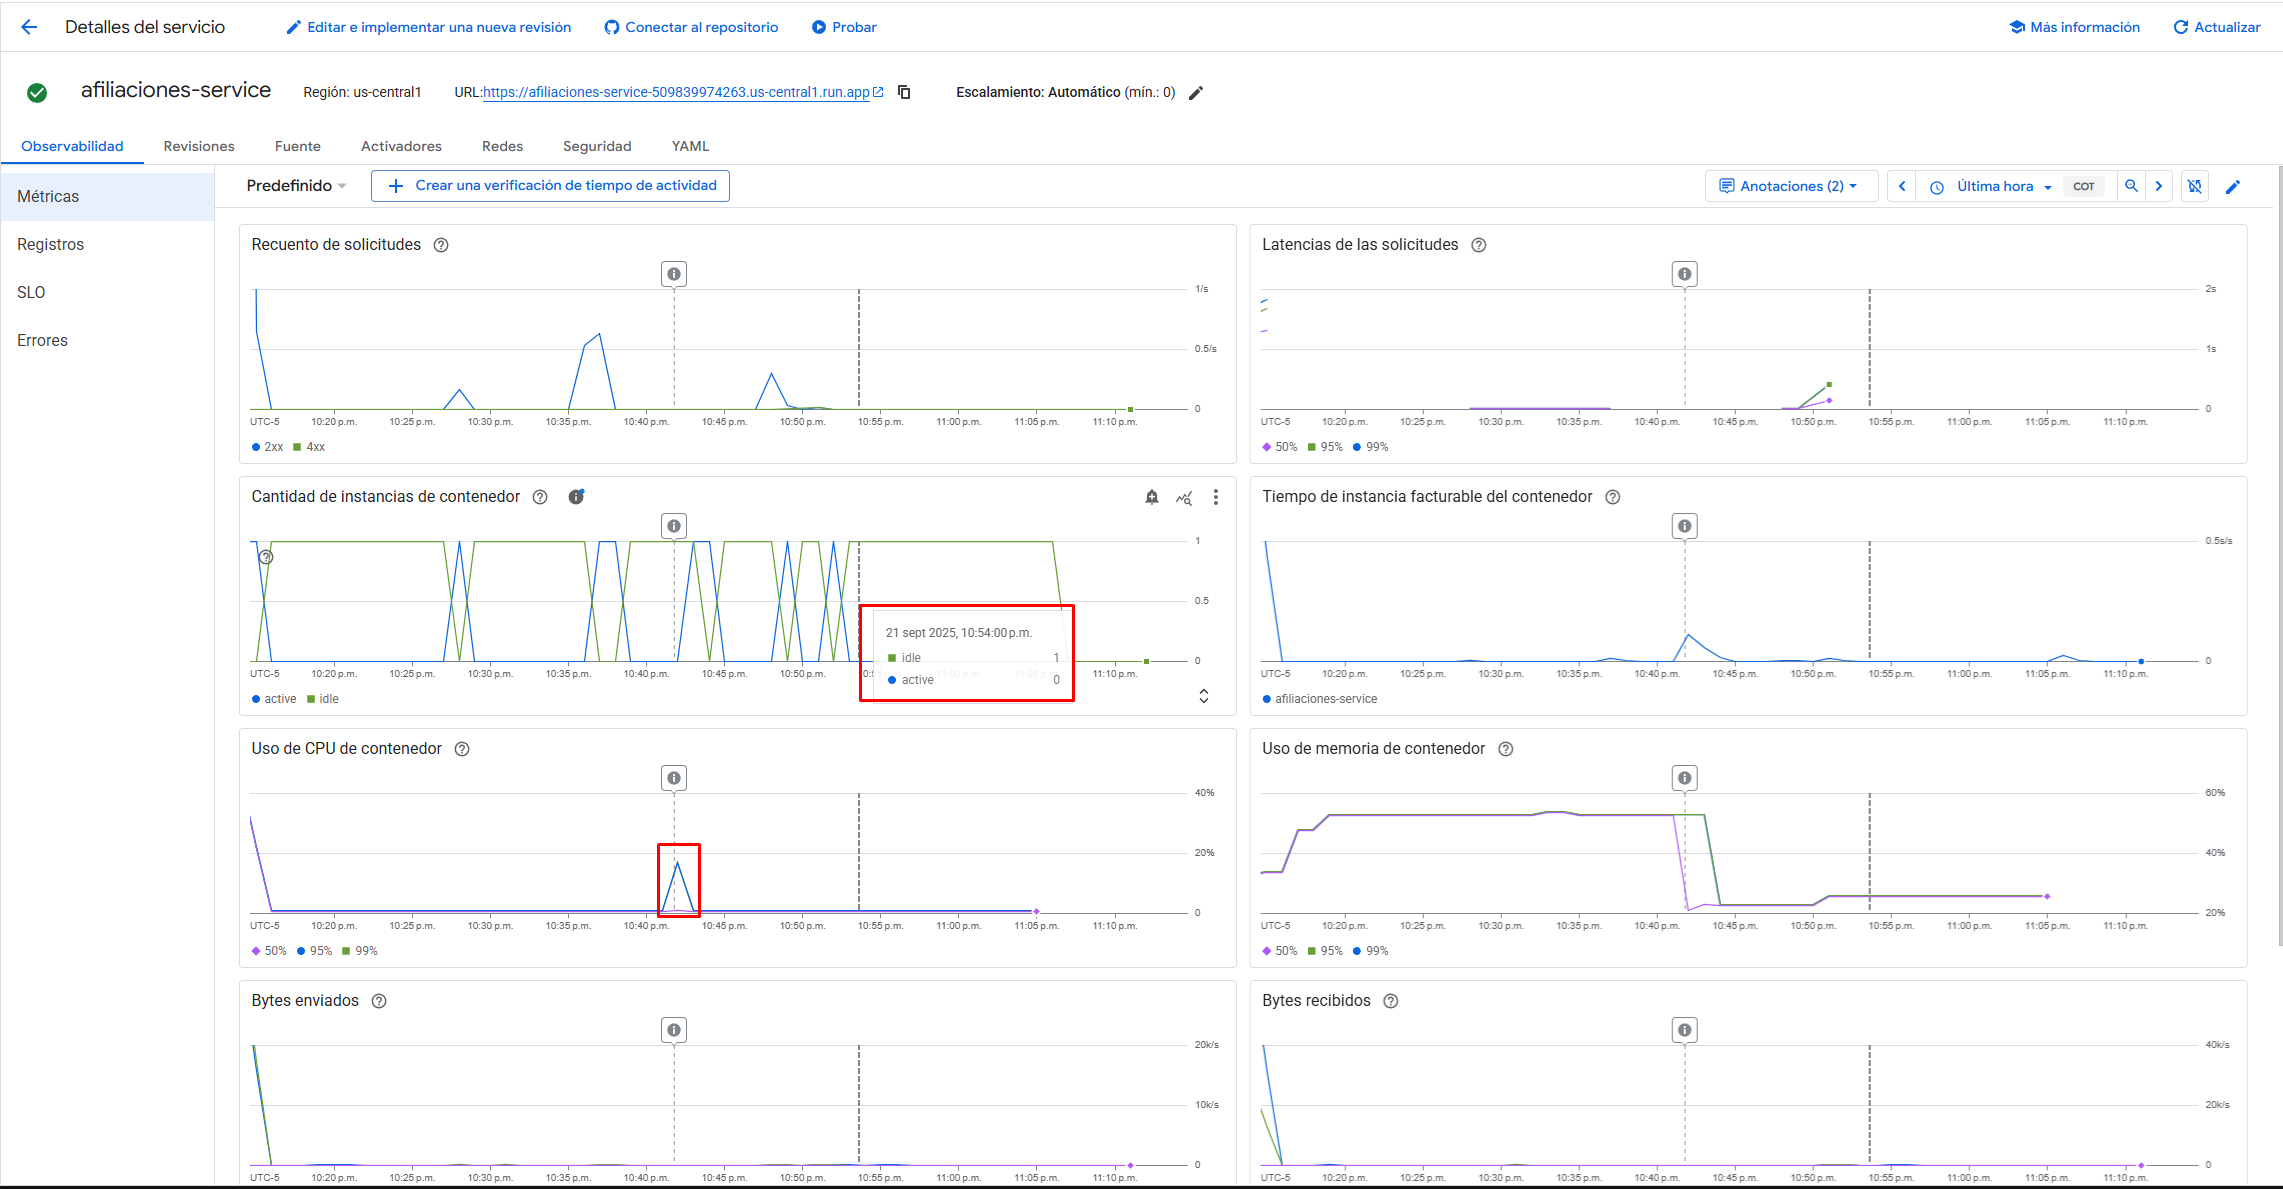 Detalles del servicio
Editar e implementar una nueva revisión
Conectar al repositorio
Probar
Más información
Actualizar
afiliaciones-service
Región: us-central1
URL:https://afiliaciones-service-509839974263.us-central1.run.app
Escalamiento: Automático (mín.: 0)
Observabilidad
Revisiones
Fuente
Activadores
Redes
Seguridad
YAML
Métricas
Registros
SLO
Errores
Predefinido
Crear una verificación de tiempo de actividad
Anotaciones (2)
Última hora
COT
Recuento de solicitudes
1/s
0.5/s
0
UTC-5 10:20 p.m. 10:25 p.m. 10:30 p.m. 10:35 p.m. 10:40 p.m. 10:45 p.m. 10:50 p.m. 10:55 p.m. 11:00 p.m. 11:05 p.m. 11:10 p.m.
2xx 4xx
Latencias de las solicitudes
2s
1s
0
UTC-5 10:20 p.m. 10:25 p.m. 10:30 p.m. 10:35 p.m. 10:40 p.m. 10:45 p.m. 10:50 p.m. 10:55 p.m. 11:00 p.m. 11:05 p.m. 11:10 p.m.
50% 95% 99%
Cantidad de instancias de contenedor
1
0.5
0
21 sept 2025, 10:54:00 p.m.
idle 1
active 0
UTC-5 10:20 p.m. 10:25 p.m. 10:30 p.m. 10:35 p.m. 10:40 p.m. 10:45 p.m. 10:50 p.m. 11:00 p.m. 11:05 p.m. 11:10 p.m.
active idle
Tiempo de instancia facturable del contenedor
0.5s/s
0
UTC-5 10:20 p.m. 10:25 p.m. 10:30 p.m. 10:35 p.m. 10:40 p.m. 10:45 p.m. 10:50 p.m. 10:55 p.m. 11:00 p.m. 11:05 p.m. 11:10 p.m.
afiliaciones-service
Uso de CPU de contenedor
40%
20%
0
UTC-5 10:20 p.m. 10:25 p.m. 10:30 p.m. 10:35 p.m. 10:40 p.m. 10:45 p.m. 10:50 p.m. 10:55 p.m. 11:00 p.m. 11:05 p.m. 11:10 p.m.
50% 95% 99%
Uso de memoria de contenedor
60%
40%
20%
UTC-5 10:20 p.m. 10:25 p.m. 10:30 p.m. 10:35 p.m. 10:40 p.m. 10:45 p.m. 10:50 p.m. 10:55 p.m. 11:00 p.m. 11:05 p.m. 11:10 p.m.
50% 95% 99%
Bytes enviados
20k/s
10k/s
0
UTC-5 10:20 p.m. 10:25 p.m. 10:30 p.m. 10:35 p.m. 10:40 p.m. 10:45 p.m. 10:50 p.m. 10:55 p.m. 11:00 p.m. 11:05 p.m. 11:10 p.m.
Bytes recibidos
40k/s
20k/s
0
UTC-5 10:20 p.m. 10:25 p.m. 10:30 p.m. 10:35 p.m. 10:40 p.m. 10:45 p.m. 10:50 p.m. 10:55 p.m. 11:00 p.m. 11:05 p.m. 11:10 p.m.